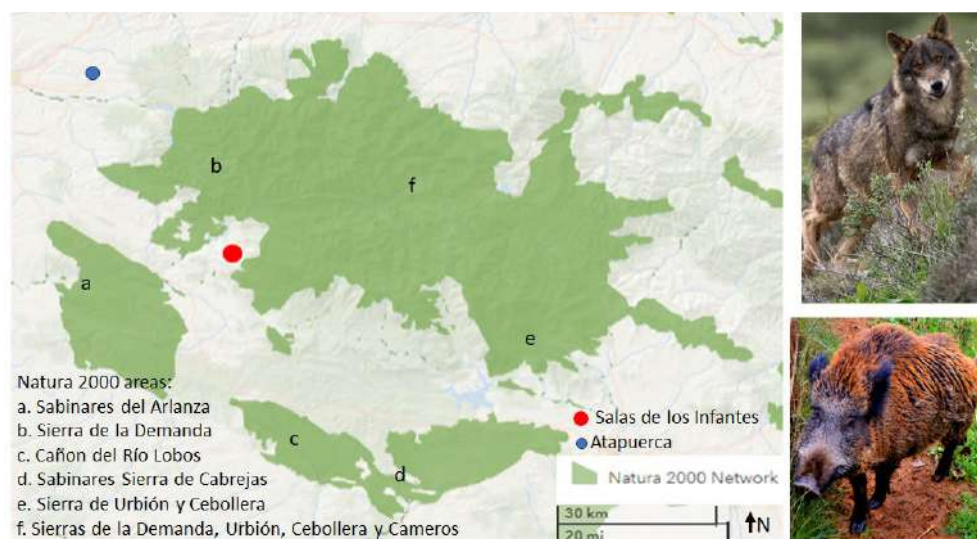 b
f
a
e
Natura 2000 areas:
a. Sabinares del Arlanza
b. Sierra de la Demanda
c. Cañon del Río Lobos
d. Sabinares Sierra de Cabrejas
e. Sierra de Urbión y Cebollera
f. Sierras de la Demanda, Urbión, Cebollera y Cameros
c
d
Salas de los Infantes
Atapuerca
Natura 2000 Network
30 km
20 mi
N